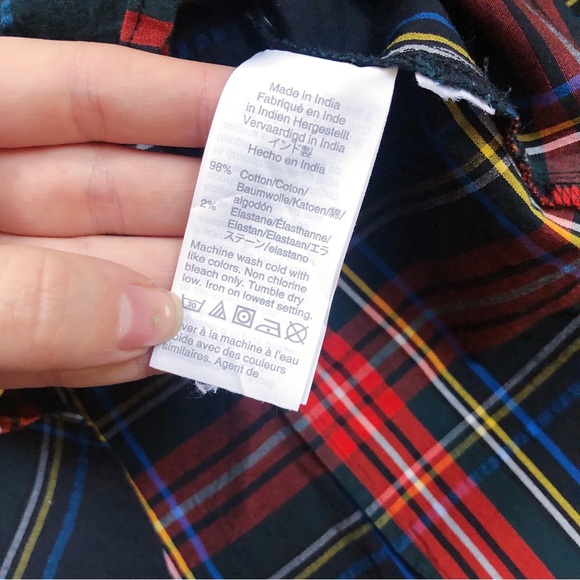 Made in India
Fabriqué en Inde
in Indien Hergestellt
Vervaardigd in India
インド製
Hecho en India
98% Cotton/Coton/
Baumwolle/Katoen/綿/
algodón
2% Elastane/Élasthanne/
Elastan/Elastaan/エラ
ステーン/elastano
Machine wash cold with
like colors. Non chlorine
bleach only. Tumble dry
low. Iron on lowest setting.
30
ver à la machine à l'eau
oide avec des couleurs
similaires. Agent de